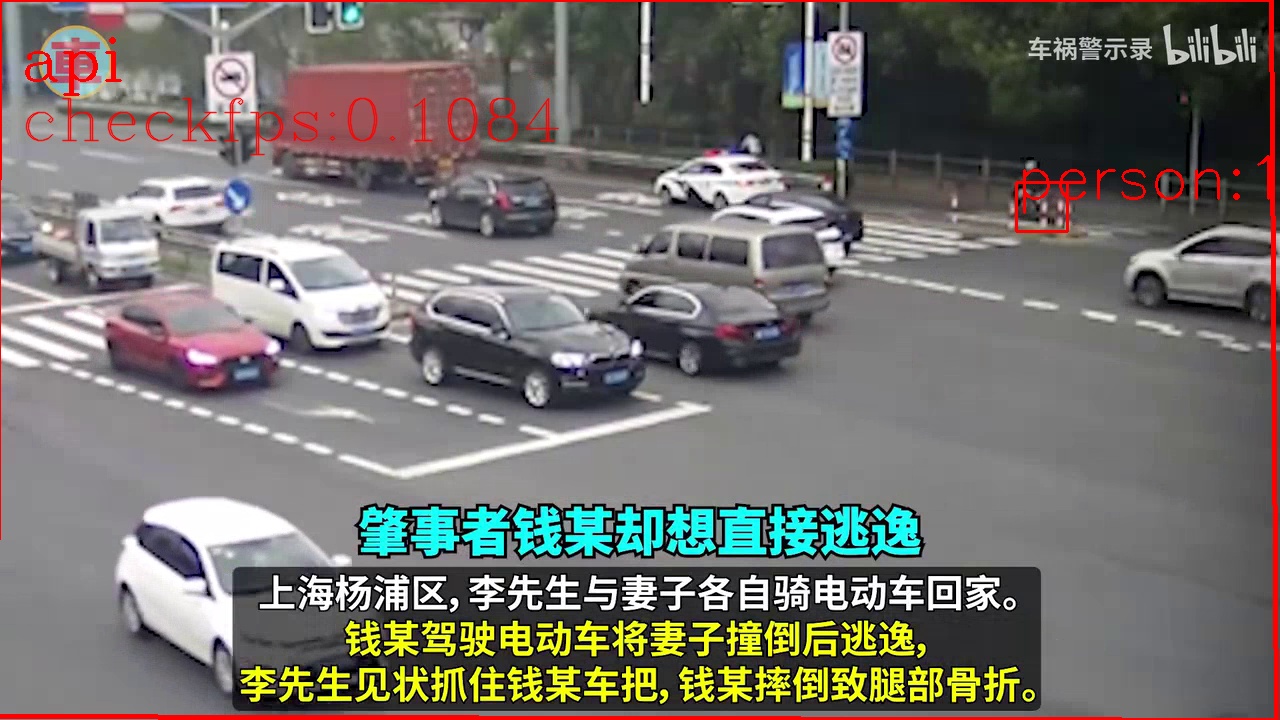 車
api
checkfps:0.1084
车祸警示录 bilibili
person:1
肇事者钱某却想直接逃逸
上海杨浦区,李先生与妻子各自骑电动车回家。
钱某驾驶电动车将妻子撞倒后逃逸,
李先生见状抓住钱某车把,钱某摔倒致腿部骨折。